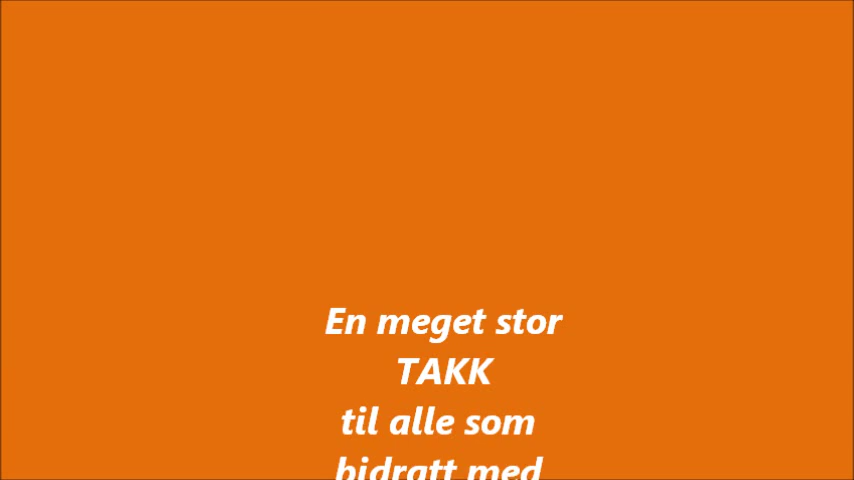 En meget stor
TAKK
til alle som
bidratt med